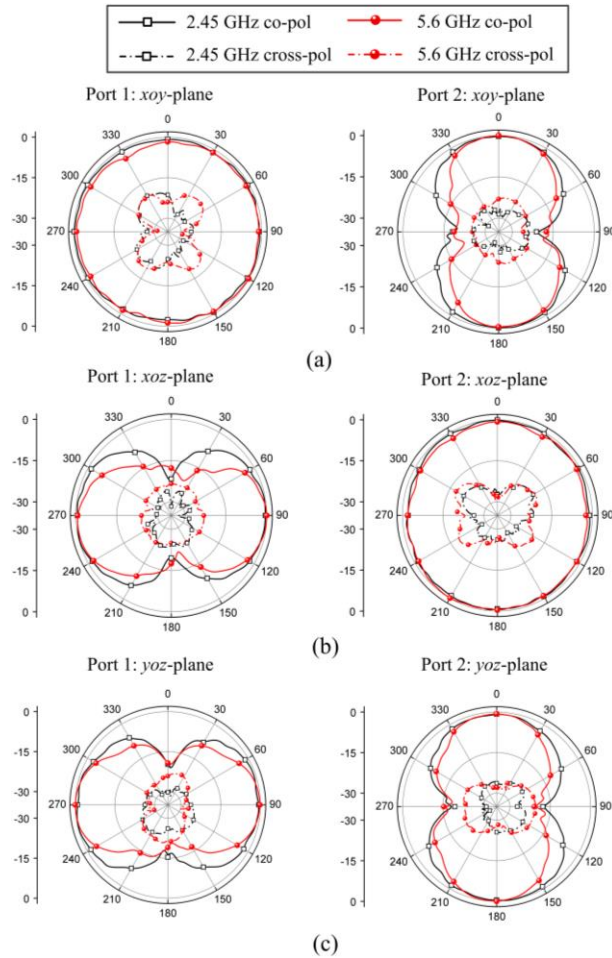 2.45 GHz co-pol 5.6 GHz co-pol
2.45 GHz cross-pol 5.6 GHz cross-pol
Port 1: xoy-plane Port 2: xoy-plane
0 0
330 30 330 30
0 0
300 60 300 60
-15 -15
-30 -30
270 90 270 90
-30 -30
-15 -15
240 120 240 120
0 0
210 150 210 150
180 180
(a)
Port 1: xoz-plane Port 2: xoz-plane
0 0
330 30 330 30
0 0
300 60 300 60
-15 -15
-30 -30
270 90 270 90
-30 -30
-15 -15
240 120 240 120
0 0
210 150 210 150
180 180
(b)
Port 1: yoz-plane Port 2: yoz-plane
0 0
330 30 330 30
0 0
300 60 300 60
-15 -15
-30 -30
270 90 270 90
-30 -30
-15 -15
240 120 240 120
0 0
210 150 210 150
180 180
(c)